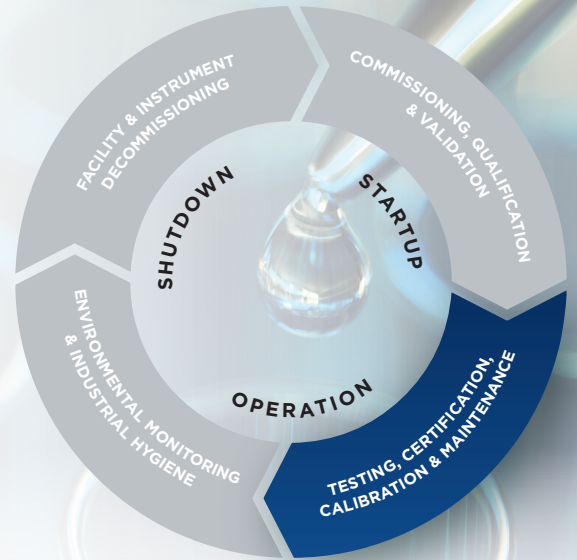 FACILITY & INSTRUMENT
DECOMMISSIONING
COMMISSIONING, QUALIFICATION
& VALIDATION
SHUTDOWN
STARTUP
OPERATION
ENVIRONMENTAL MONITORING
& INDUSTRIAL HYGIENE
TESTING, CERTIFICATION,
CALIBRATION & MAINTENANCE